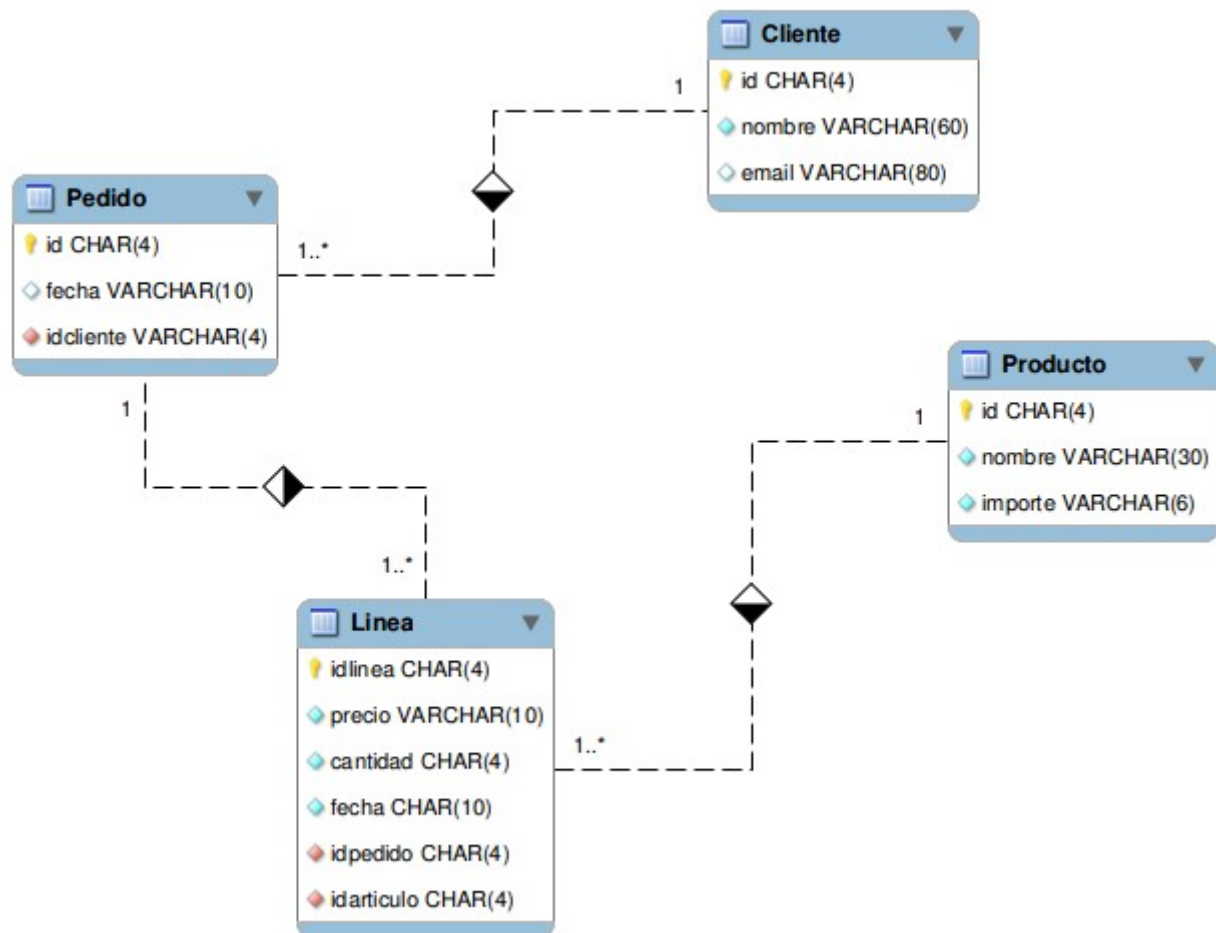 Cliente
id CHAR(4)
nombre VARCHAR(60)
email VARCHAR(80)
1
1..*
Pedido
id CHAR(4)
fecha VARCHAR(10)
idcliente VARCHAR(4)
1
1..*
Producto
id CHAR(4)
nombre VARCHAR(30)
importe VARCHAR(6)
1
1..*
Linea
idlinea CHAR(4)
precio VARCHAR(10)
cantidad CHAR(4)
fecha CHAR(10)
idpedido CHAR(4)
idarticulo CHAR(4)